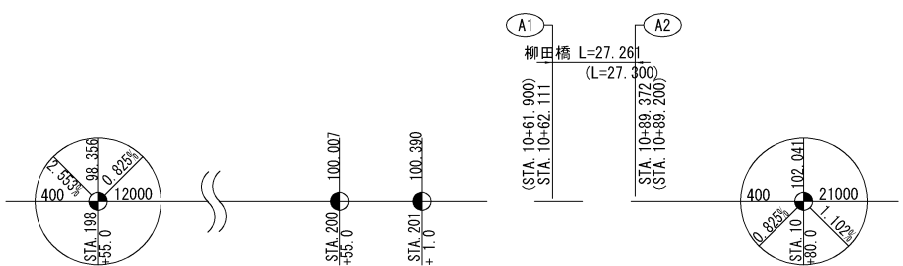 A1
A2
柳田橋 L=27.261
(L=27.300)
(STA.10+61.900)
STA.10+62.111
STA.10+89.372
(STA.10+89.200)
2.553%
98.356
0.825%
400
12000
STA.198
+55.0
100.007
STA.200
+55.0
100.390
STA.201
+ 1.0
102.041
400
21000
0.825%
1.102%
STA.10
+80.0